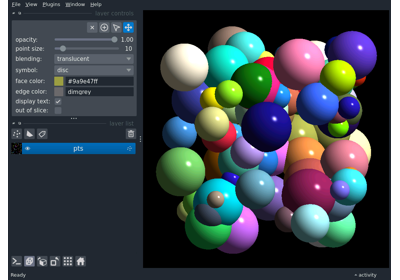 File View Plugins Window Help
layer controls
opacity: 1.00
point size: 10
blending: translucent
symbol: disc
face color: #9a9e47ff
edge color: dimgrey
display text: ✓
out of slice:
layer list
pts
Ready activity